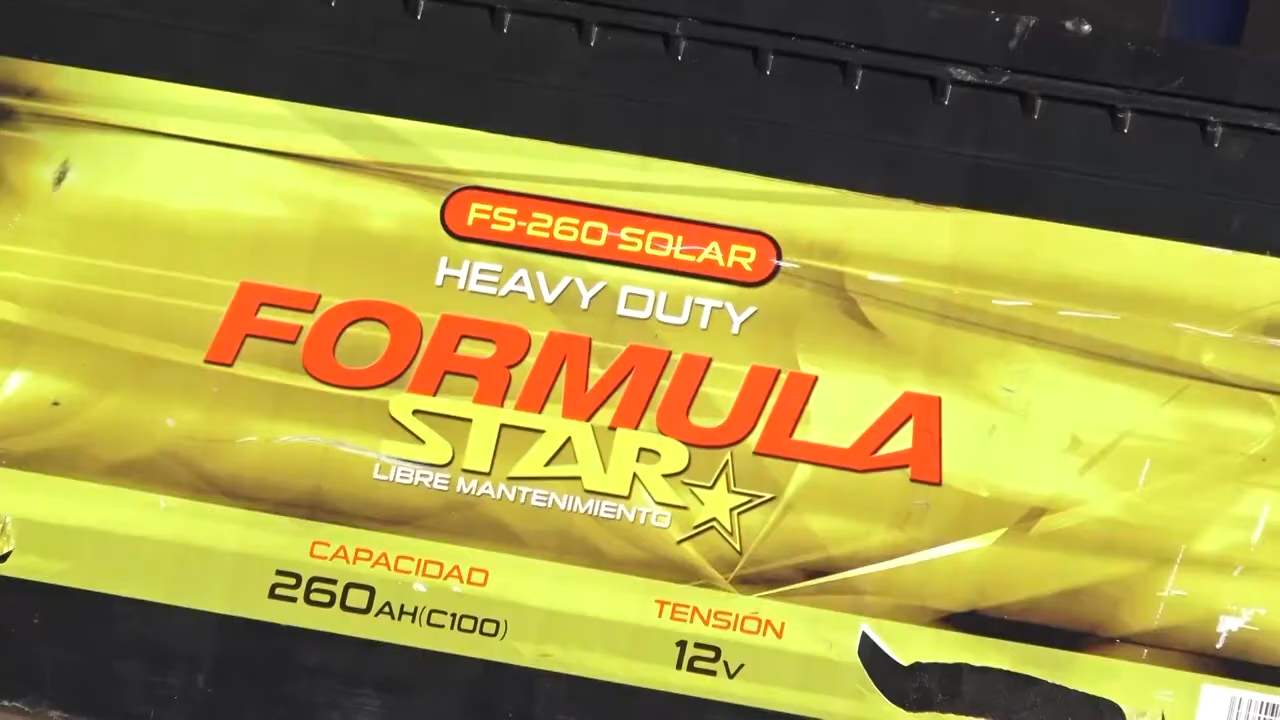 FS-260 SOLAR
HEAVY DUTY
FORMULA
STAR
LIBRE MANTENIMIENTO
CAPACIDAD
260AH(C100)
TENSIÓN
12V